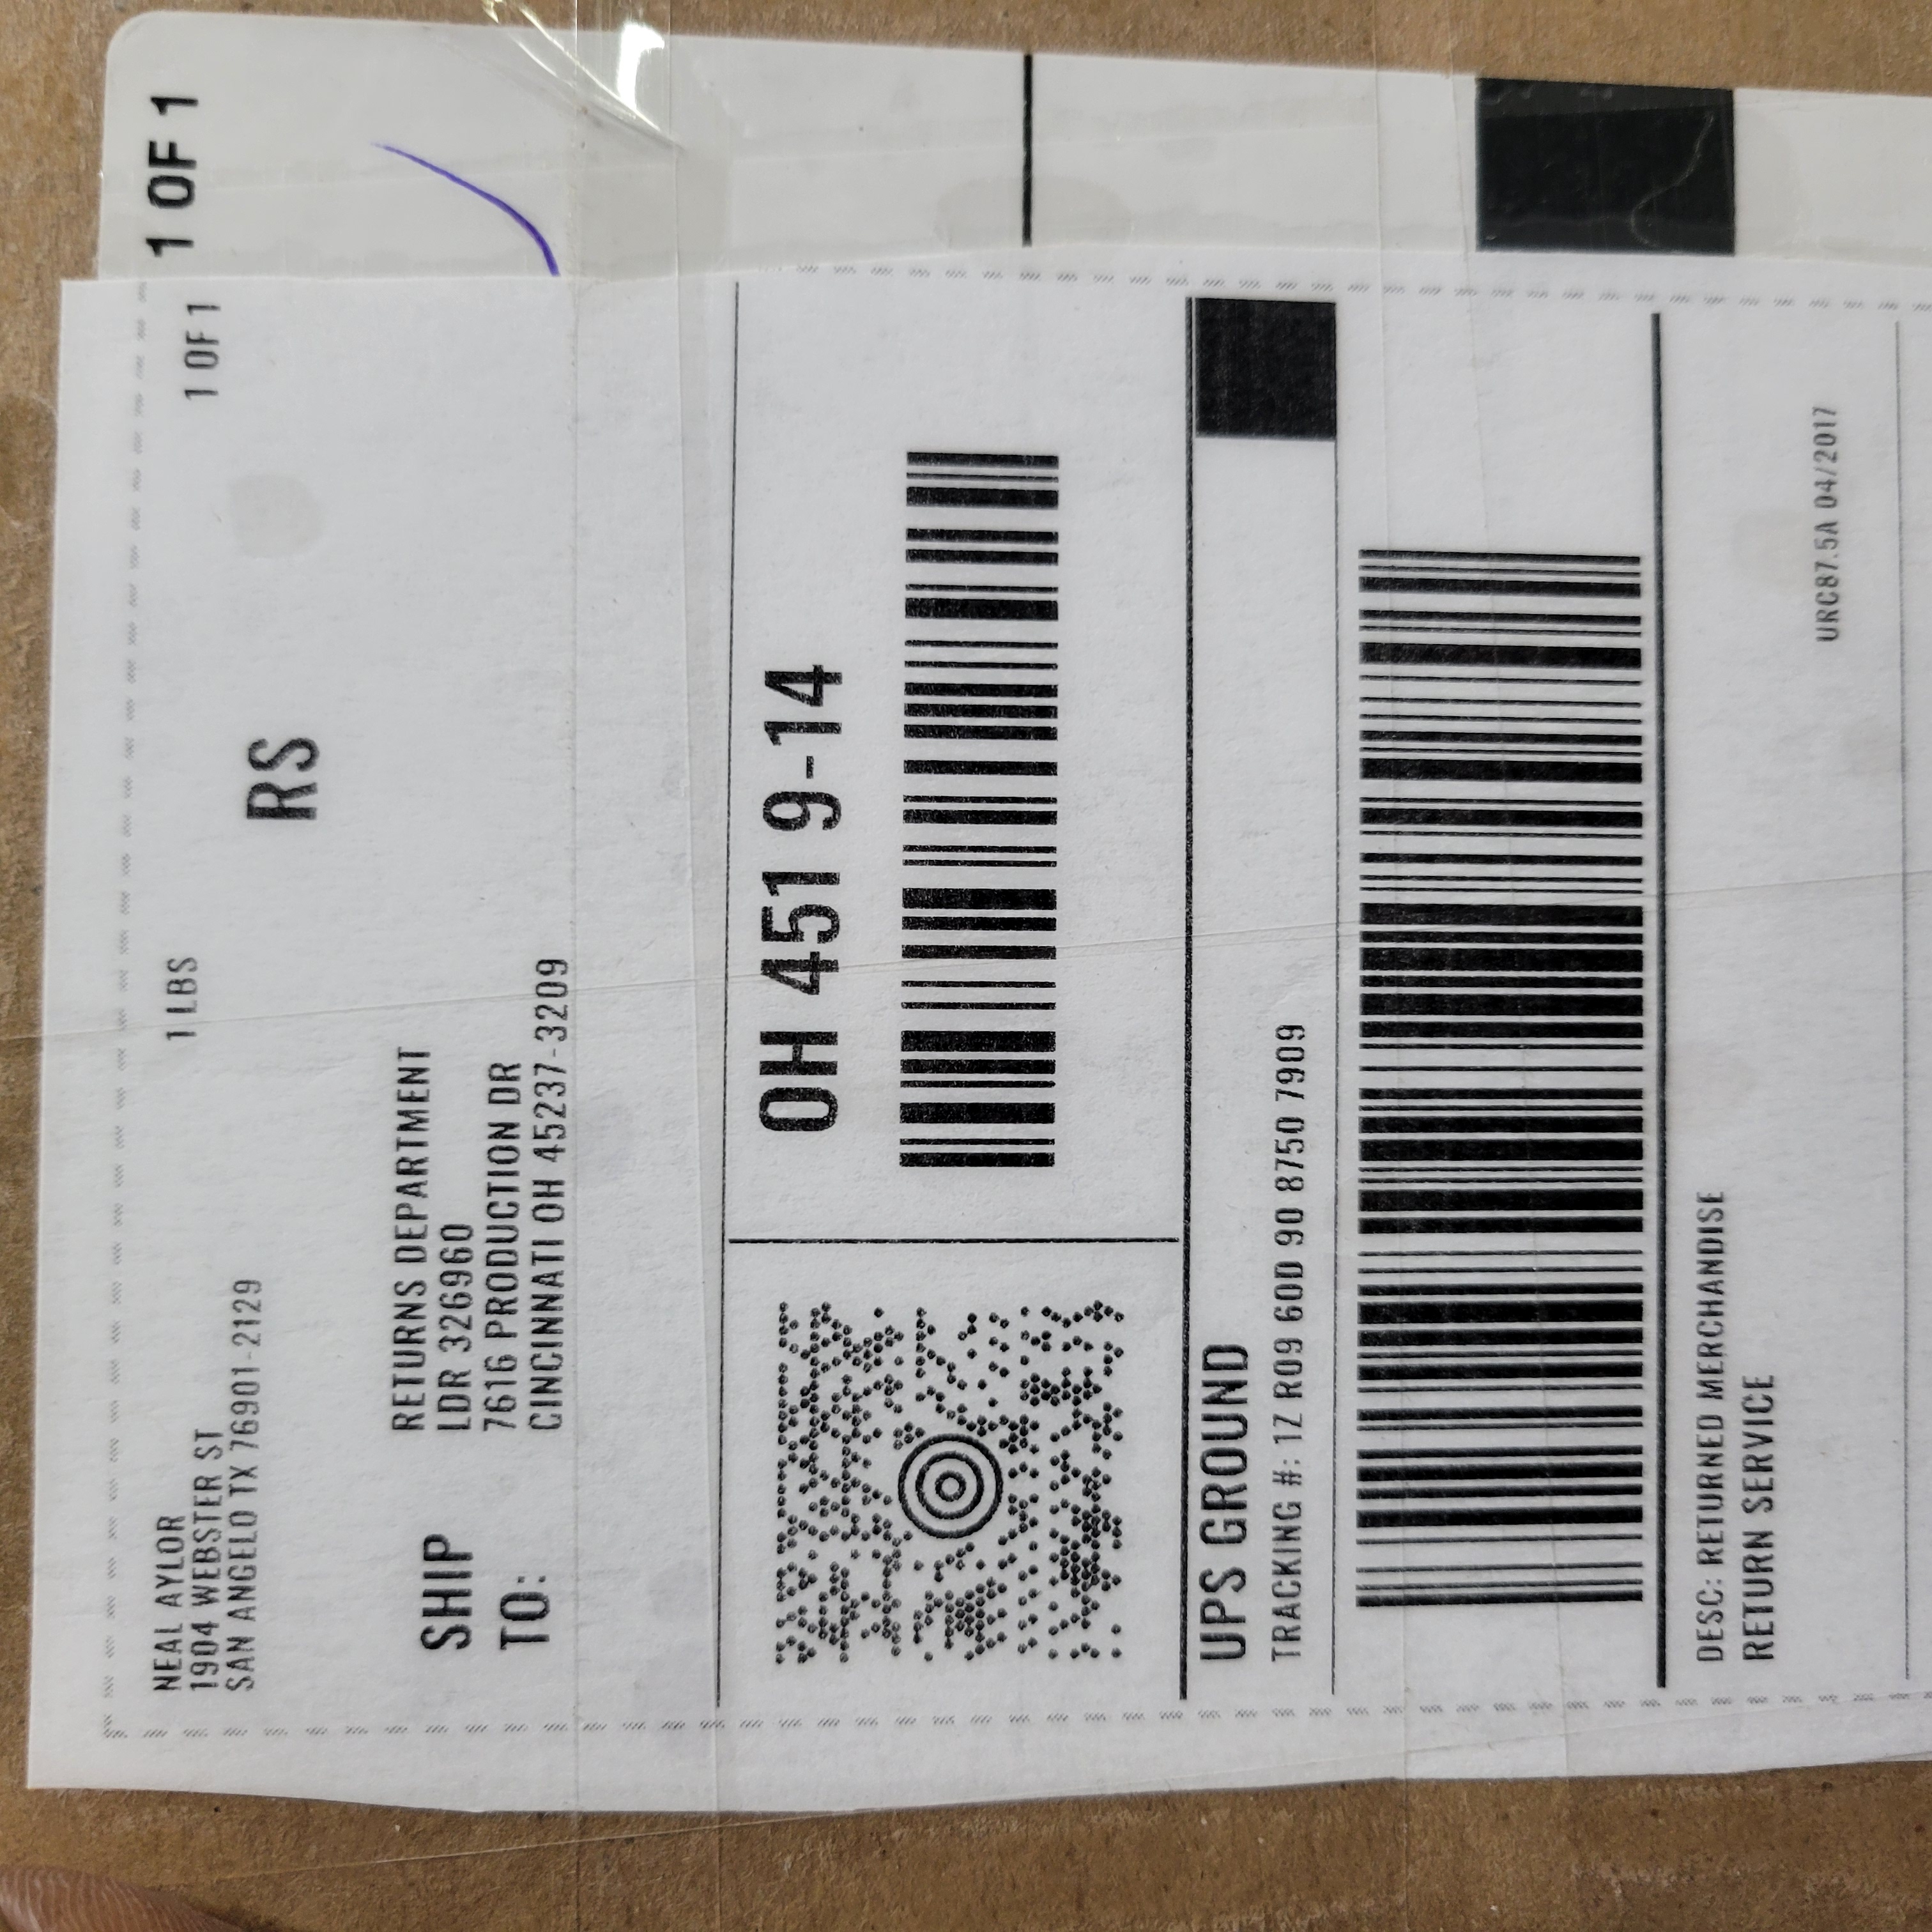 1 OF 1
NEAL AYLOR
1904 WEBSTER ST
SAN ANGELO TX 76901-2129
1 LBS
1 OF 1
RS
SHIP
TO:
RETURNS DEPARTMENT
LDR 326960
7616 PRODUCTION DR
CINCINNATI OH 45237-3209
OH 451 9-14
UPS GROUND
TRACKING #: 1Z R09 60D 90 8750 7909
DESC: RETURNED MERCHANDISE
RETURN SERVICE
URC87.5A 04/2017